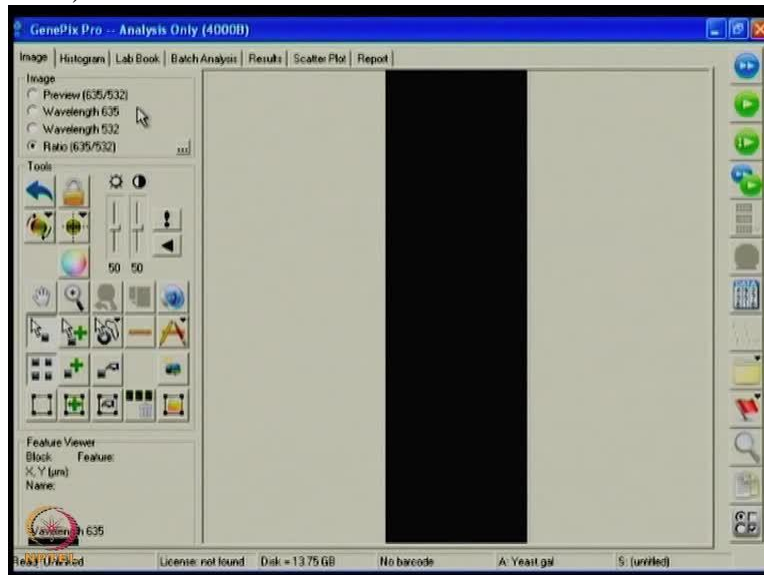 GenePix Pro -- Analysis Only (4000B)
Image Histogram Lab Book Batch Analysis Results Scatter Plot Report
Image
Preview (635/532)
Wavelength 635
Wavelength 532
Ratio (635/532)
...
Tools
50 50
Feature Viewer
Block Feature:
X, Y (µm)
Name:
Wavelength 635
NPTEL
License: not found Disk = 13.75 GB No barcode A: Yeast.gal S: (untitled)